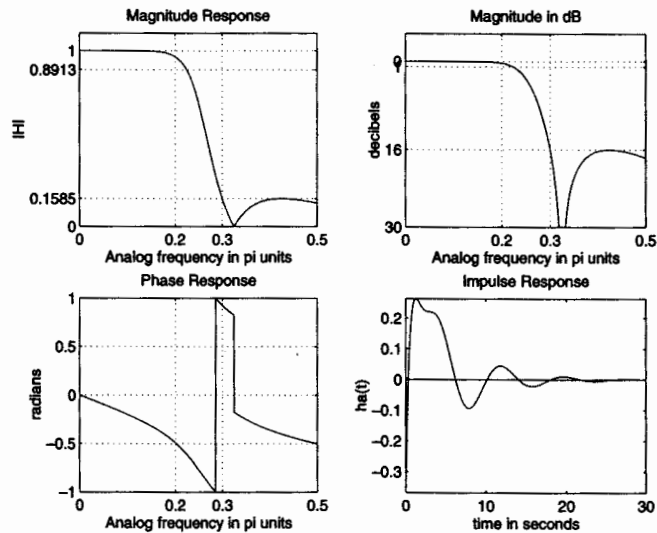 Magnitude Response
1
0.8913
|H|
0.1585
0
0
0.2
0.3
0.5
Analog frequency in pi units
Magnitude in dB
0
1
decibels
16
30
0
0.2
0.3
0.5
Analog frequency in pi units
Phase Response
1
0.5
0
−0.5
−1
radians
0
0.2
0.3
0.5
Analog frequency in pi units
Impulse Response
0.2
0.1
0
−0.1
−0.2
−0.3
ha(t)
0
10
20
30
time in seconds